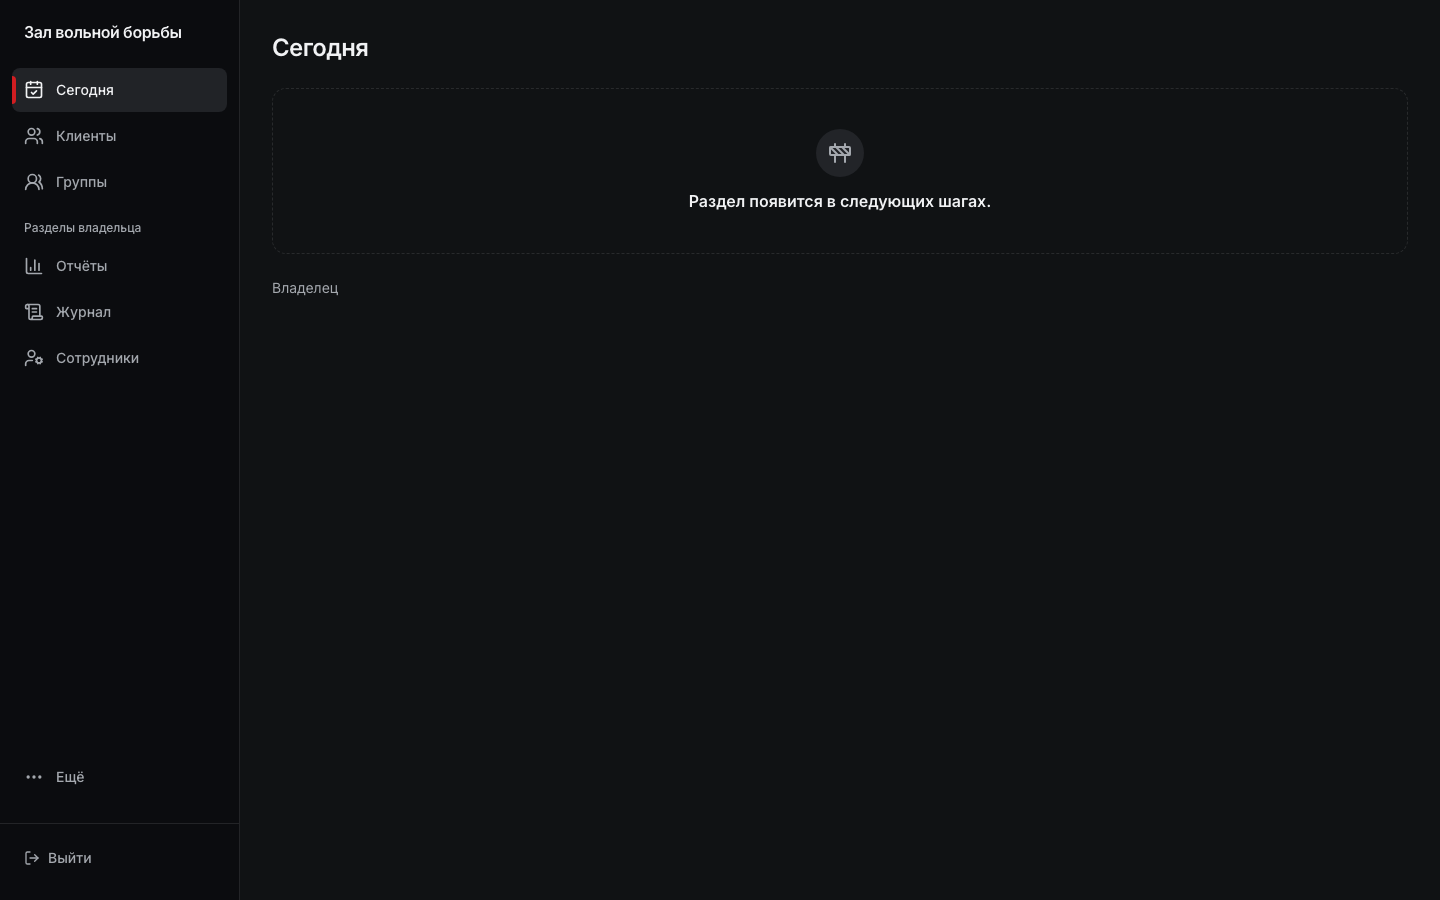 Зал вольной борьбы
Сегодня
Клиенты
Группы
Разделы владельца
Отчёты
Журнал
Сотрудники
Ещё
Выйти
Сегодня
Раздел появится в следующих шагах.
Владелец